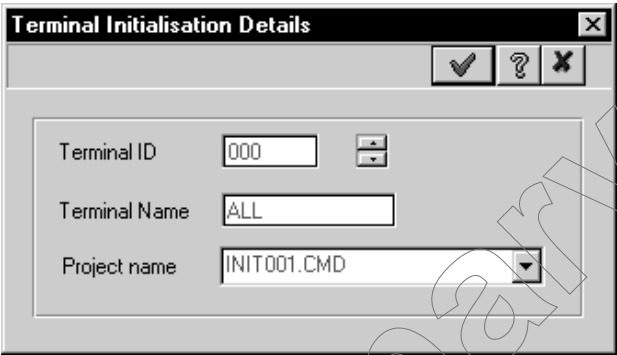 Terminal Initialisation Details
Terminal ID 000
Terminal Name ALL
Project name INIT001.CMD